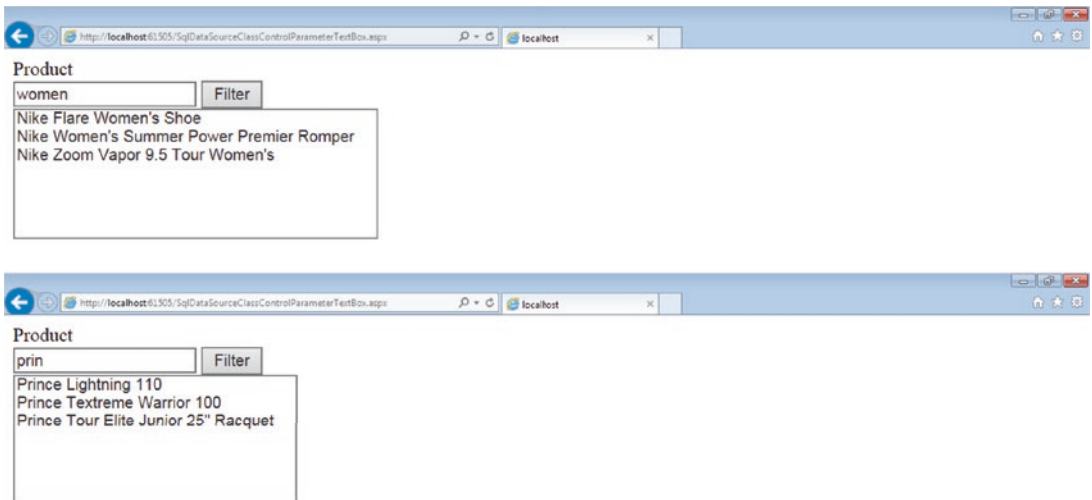 http://localhost:61505/SqlDataSourceClassControlParameterTextBox.aspx
localhost
Product
women
Filter
Nike Flare Women's Shoe
Nike Women's Summer Power Premier Romper
Nike Zoom Vapor 9.5 Tour Women's
http://localhost:61505/SqlDataSourceClassControlParameterTextBox.aspx
localhost
Product
prin
Filter
Prince Lightning 110
Prince Textreme Warrior 100
Prince Tour Elite Junior 25" Racquet